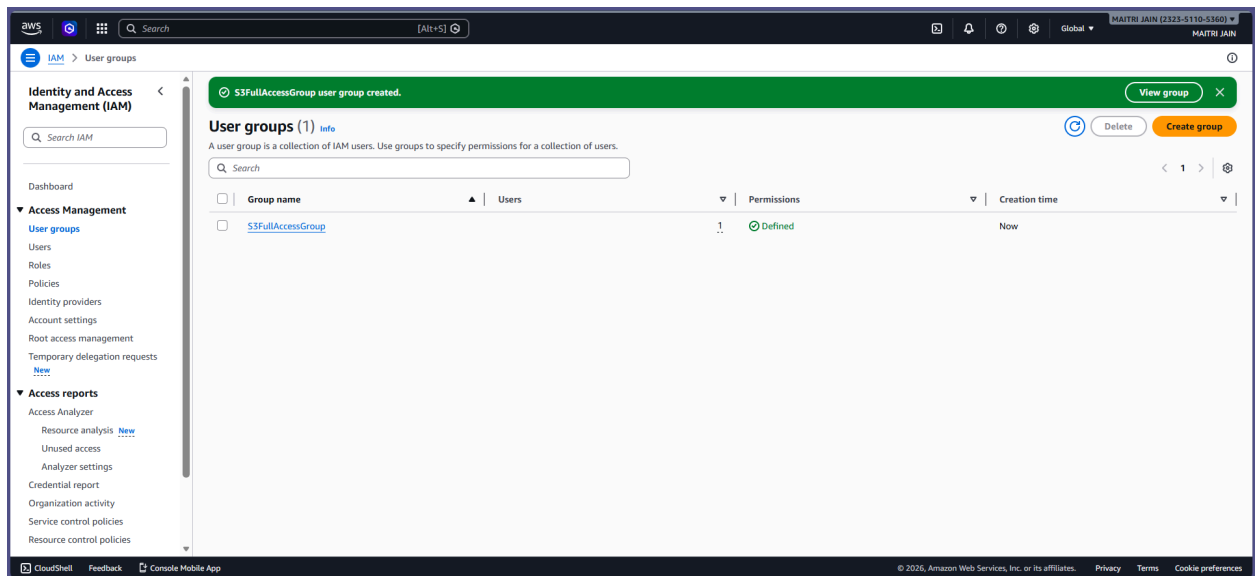 aws
Search [Alt+S] Global MAITRI JAIN (2323-5110-5360)
MAITRI JAIN
IAM > User groups
Identity and Access Management (IAM)
Search IAM
Dashboard
Access Management
User groups
Users
Roles
Policies
Identity providers
Account settings
Root access management
Temporary delegation requests
New
Access reports
Access Analyzer
Resource analysis New
Unused access
Analyzer settings
Credential report
Organization activity
Service control policies
Resource control policies
S3FullAccessGroup user group created. View group
User groups (1) Info Delete Create group
A user group is a collection of IAM users. Use groups to specify permissions for a collection of users.
Search 1
Group name Users Permissions Creation time
S3FullAccessGroup 1 Defined Now
CloudShell Feedback Console Mobile App © 2026, Amazon Web Services, Inc. or its affiliates. Privacy Terms Cookie preferences